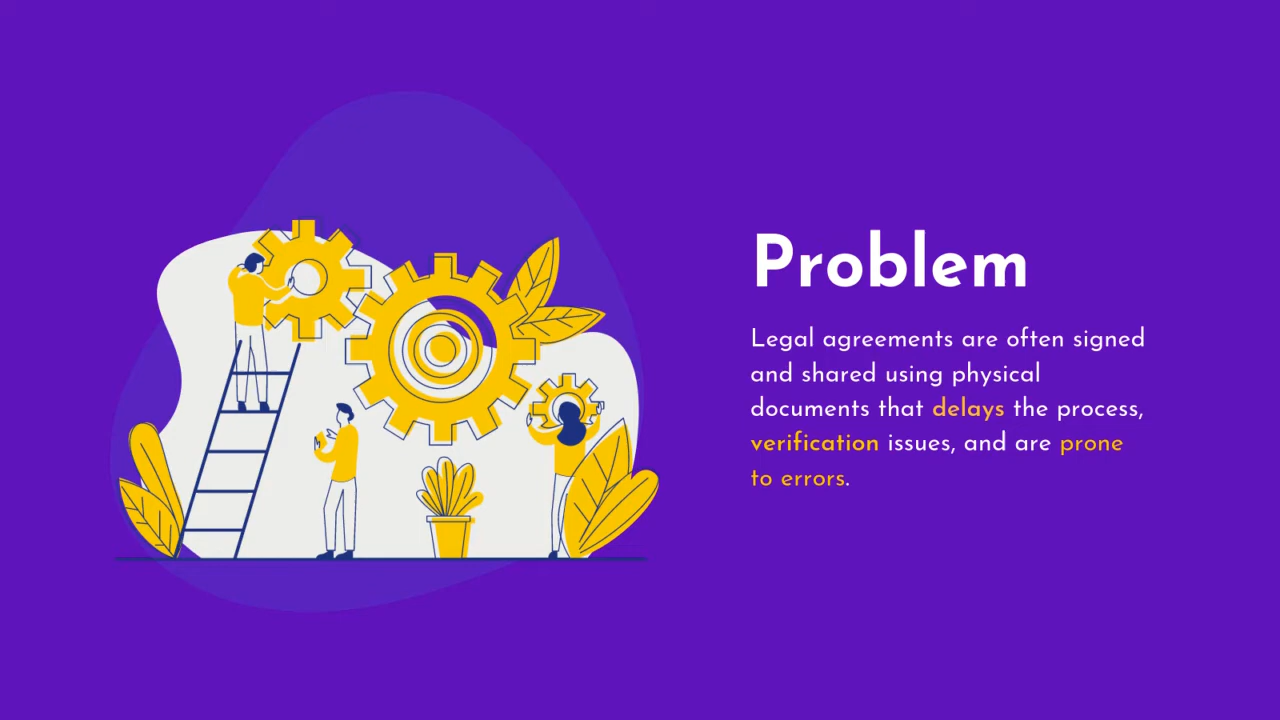 Problem
Legal agreements are often signed
and shared using physical
documents that delays the process,
verification issues, and are prone
to errors.